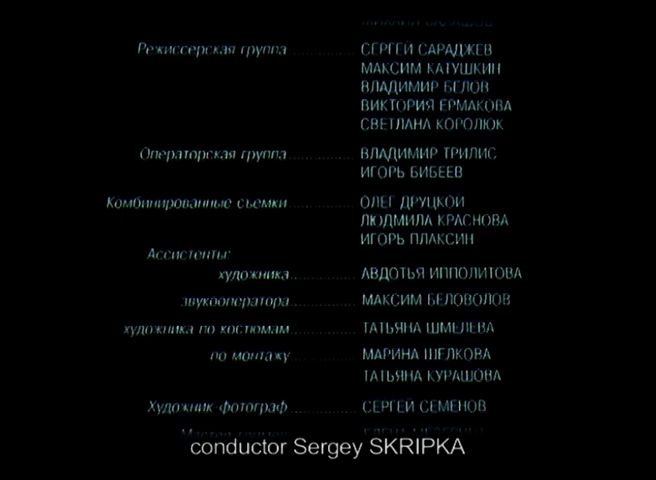 Режиссерская группа СЕРГЕЙ САРАДЖЕВ
МАКСИМ КАТУШКИН
ВЛАДИМИР БЕЛОВ
ВИКТОРИЯ ЕРМАКОВА
СВЕТЛАНА КОРОЛЮК
Операторская группа ВЛАДИМИР ТРИЛИС
ИГОРЬ БИБЕЕВ
Комбинированные съемки ОЛЕГ ДРУЦКОЙ
ЛЮДМИЛА КРАСНОВА
ИГОРЬ ПЛАКСИН
Ассистенты:
художника АВДОТЬЯ ИППОЛИТОВА
звукооператора МАКСИМ БЕЛОВОЛОВ
художника по костюмам ТАТЬЯНА ШМЕЛЕВА
по монтажу МАРИНА ШЕЛКОВА
ТАТЬЯНА КУРАШОВА
Художник-фотограф СЕРГЕЙ СЕМЕНОВ
conductor Sergey SKRIPKA